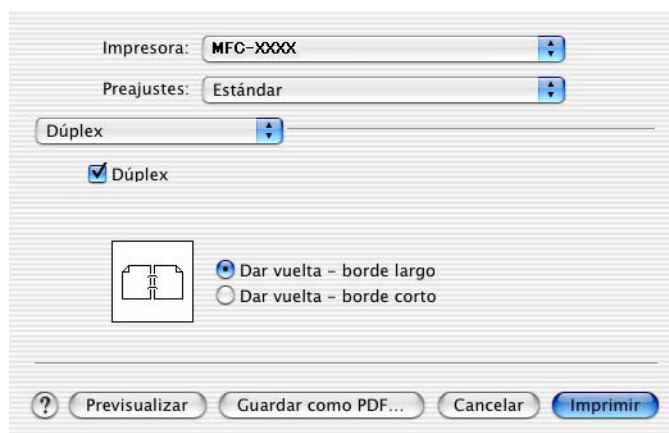 Impresora: MFC-XXXX
Preajustes: Estándar
Dúplex
Dúplex
Dar vuelta – borde largo
Dar vuelta – borde corto
? Previsualizar Guardar como PDF... Cancelar Imprimir